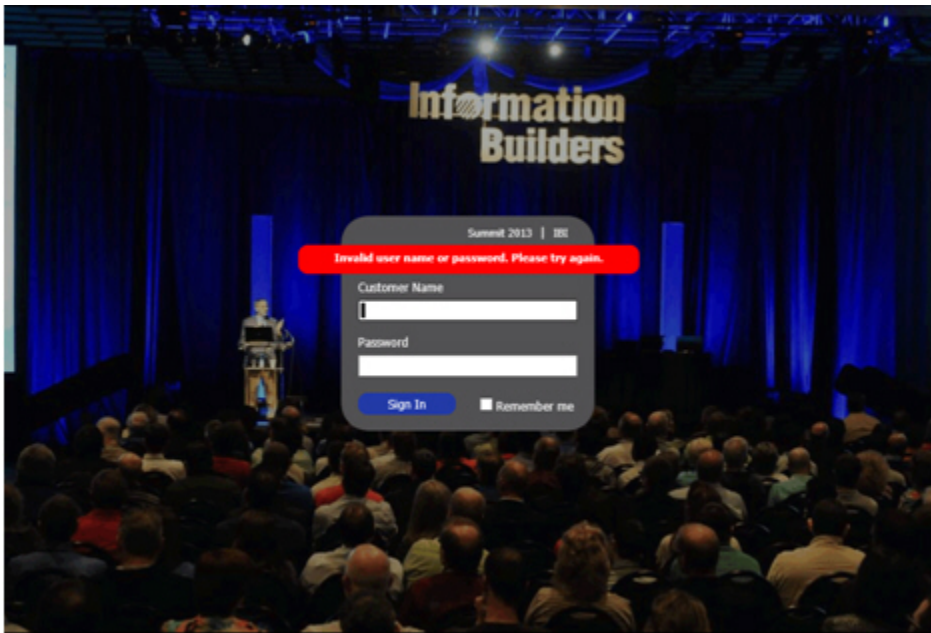 Information
Builders
Summit 2013 | IBI
Invalid user name or password. Please try again.
Customer Name
Password
Sign In
Remember me